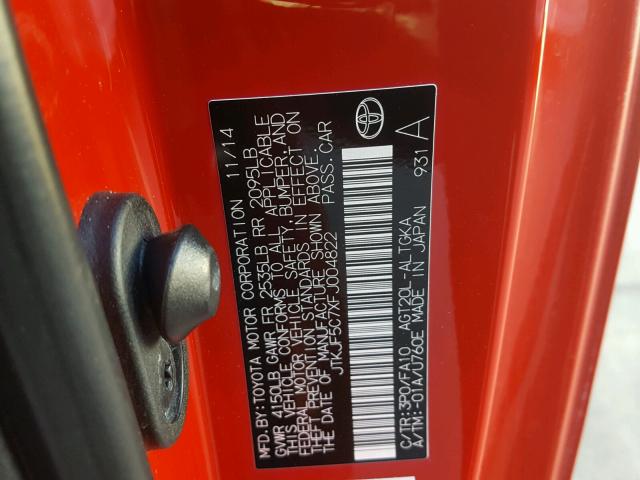 MFD. BY: TOYOTA MOTOR CORPORATION 11/14
GVWR 4150LB GAWR FR 2535LB RR 2095LB
THIS VEHICLE CONFORMS TO ALL APPLICABLE
FEDERAL MOTOR VEHICLE SAFETY, BUMPER, AND
THEFT PREVENTION STANDARDS IN EFFECT ON
THE DATE OF MANUFACTURE SHOWN ABOVE.
JTKJF5C7XFJ004822 PASS. CAR
C/TR:3P0/FA10 AGT20L-ALTGKA A
A/TM:-01A/U760E MADE IN JAPAN 931